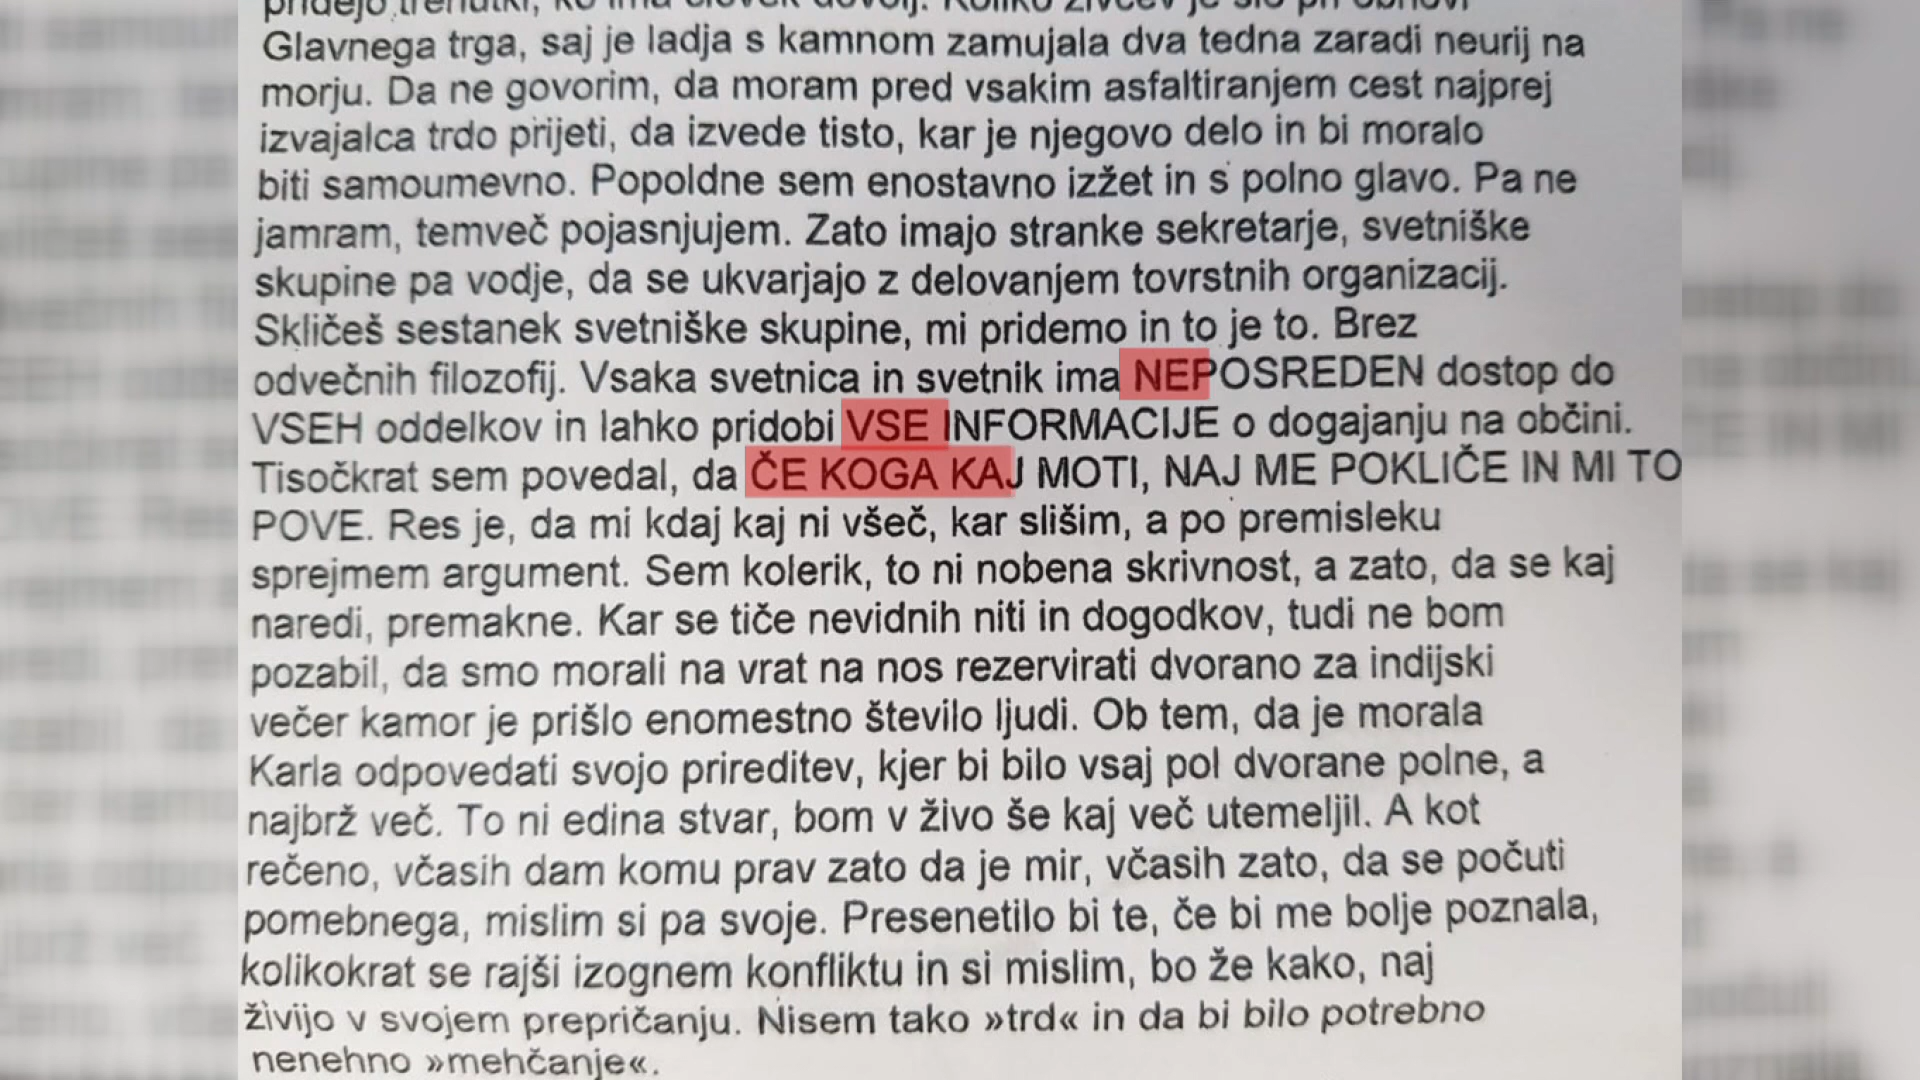 pridejo trenutki, ko ima človek dovolj. Koliko živcev je šlo pri obnovi
Glavnega trga, saj je ladja s kamnom zamujala dva tedna zaradi neurij na
morju. Da ne govorim, da moram pred vsakim asfaltiranjem cest najprej
izvajalca trdo prijeti, da izvede tisto, kar je njegovo delo in bi moralo
biti samoumevno. Popoldne sem enostavno izžet in s polno glavo. Pa ne
jamram, temveč pojasnjujem. Zato imajo stranke sekretarje, svetniške
skupine pa vodje, da se ukvarjajo z delovanjem tovrstnih organizacij.
Skličeš sestanek svetniške skupine, mi pridemo in to je to. Brez
odvečnih filozofij. Vsaka svetnica in svetnik ima NEPOSREDEN dostop do
VSEH oddelkov in lahko pridobi VSE INFORMACIJE o dogajanju na občini.
Tisočkrat sem povedal, da ČE KOGA KAJ MOTI, NAJ ME POKLIČE IN MI TO
POVE. Res je, da mi kdaj kaj ni všeč, kar slišim, a po premisleku
sprejmem argument. Sem kolerik, to ni nobena skrivnost, a zato, da se kaj
naredi, premakne. Kar se tiče nevidnih niti in dogodkov, tudi ne bom
pozabil, da smo morali na vrat na nos rezervirati dvorano za indijski
večer kamor je prišlo enomestno število ljudi. Ob tem, da je morala
Karla odpovedati svojo prireditev, kjer bi bilo vsaj pol dvorane polne, a
najbrž več. To ni edina stvar, bom v živo še kaj več utemeljil. A kot
rečeno, včasih dam komu prav zato da je mir, včasih zato, da se počuti
pomebnega, mislim si pa svoje. Presenetilo bi te, če bi me bolje poznala,
kolikokrat se rajši izognem konfliktu in si mislim, bo že kako, naj
živijo v svojem prepričanju. Nisem tako »trd« in da bi bilo potrebno
nenehno »mehčanje«.